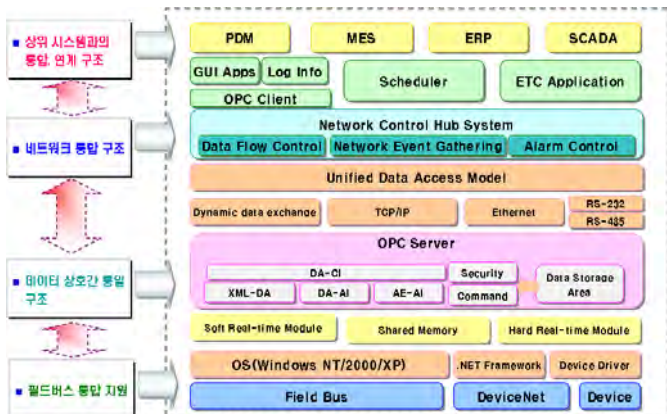 ■ 상위 시스템과의
통합, 연계 구조
■ 네트워크 통합 구조
■ 데이터 상호간 통일
구조
■ 필드버스 통합 지원
PDM MES ERP SCADA
GUI Apps Log Info Scheduler ETC Application
OPC Client
Network Control Hub System
Data Flow Control Network Event Gathering Alarm Control
Unified Data Access Model
Dynamic data exchange TCP/IP Ethernet RS-232
RS-485
OPC Server
DA-CI Security Data Storage
Area
XML-DA DA-AI AE-AI Command
Soft Real-time Module Shared Memory Hard Real-time Module
OS(Windows NT/2000/XP) .NET Framework Device Driver
Field Bus DeviceNet Device